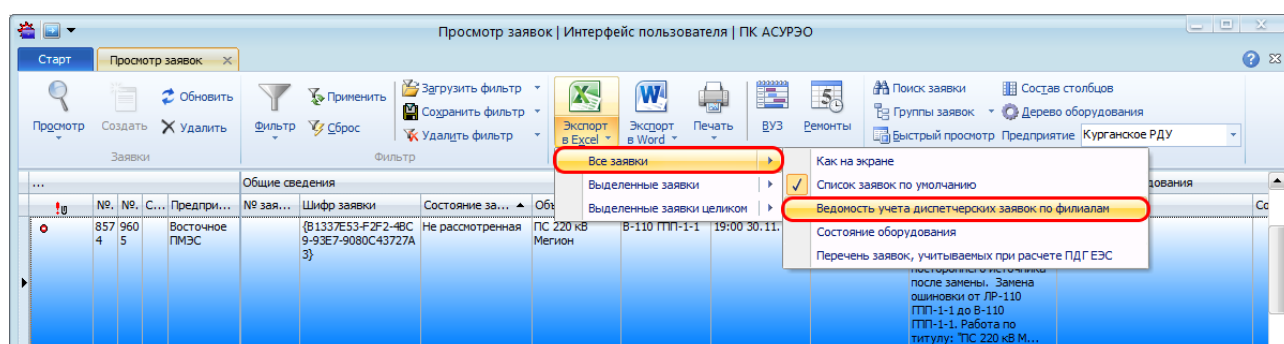 Просмотр заявок | Интерфейс пользователя | ПК АСУРЭО
Старт
Просмотр заявок
Просмотр
Создать
Обновить
Удалить
Заявки
Фильтр
Применить
Сброс
Загрузить фильтр
Сохранить фильтр
Удалить фильтр
Фильтр
Экспорт
в Excel
Экспорт
в Word
Печать
ВУЗ
Ремонты
Поиск заявки
Группы заявок
Быстрый просмотр
Состав столбцов
Дерево оборудования
Предприятие Курганское РДУ
Все заявки
Выделенные заявки
Выделенные заявки целиком
Как на экране
Список заявок по умолчанию
Ведомость учета диспетчерских заявок по филиалам
Состояние оборудования
Перечень заявок, учитываемых при расчете ПДГ ЕЭС
...
Общие сведения
№.
№.
С...
Предпри...
№ зая...
Шифр заявки
Состояние за...
857
4
960
5
Восточное
ПМЭС
{B1337E53-F2F2-4BC
9-93E7-9080C43727A
3}
Не рассмотренная
ПС 220 кВ
Мегион
В-110 ГПП-1-1
19:00 30.11.
постороннего источника
после замены. Замена
ошиновки от ЛР-110
ГПП-1-1 до В-110
ГПП-1-1. Работа по
титулу: "ПС 220 кВ М...